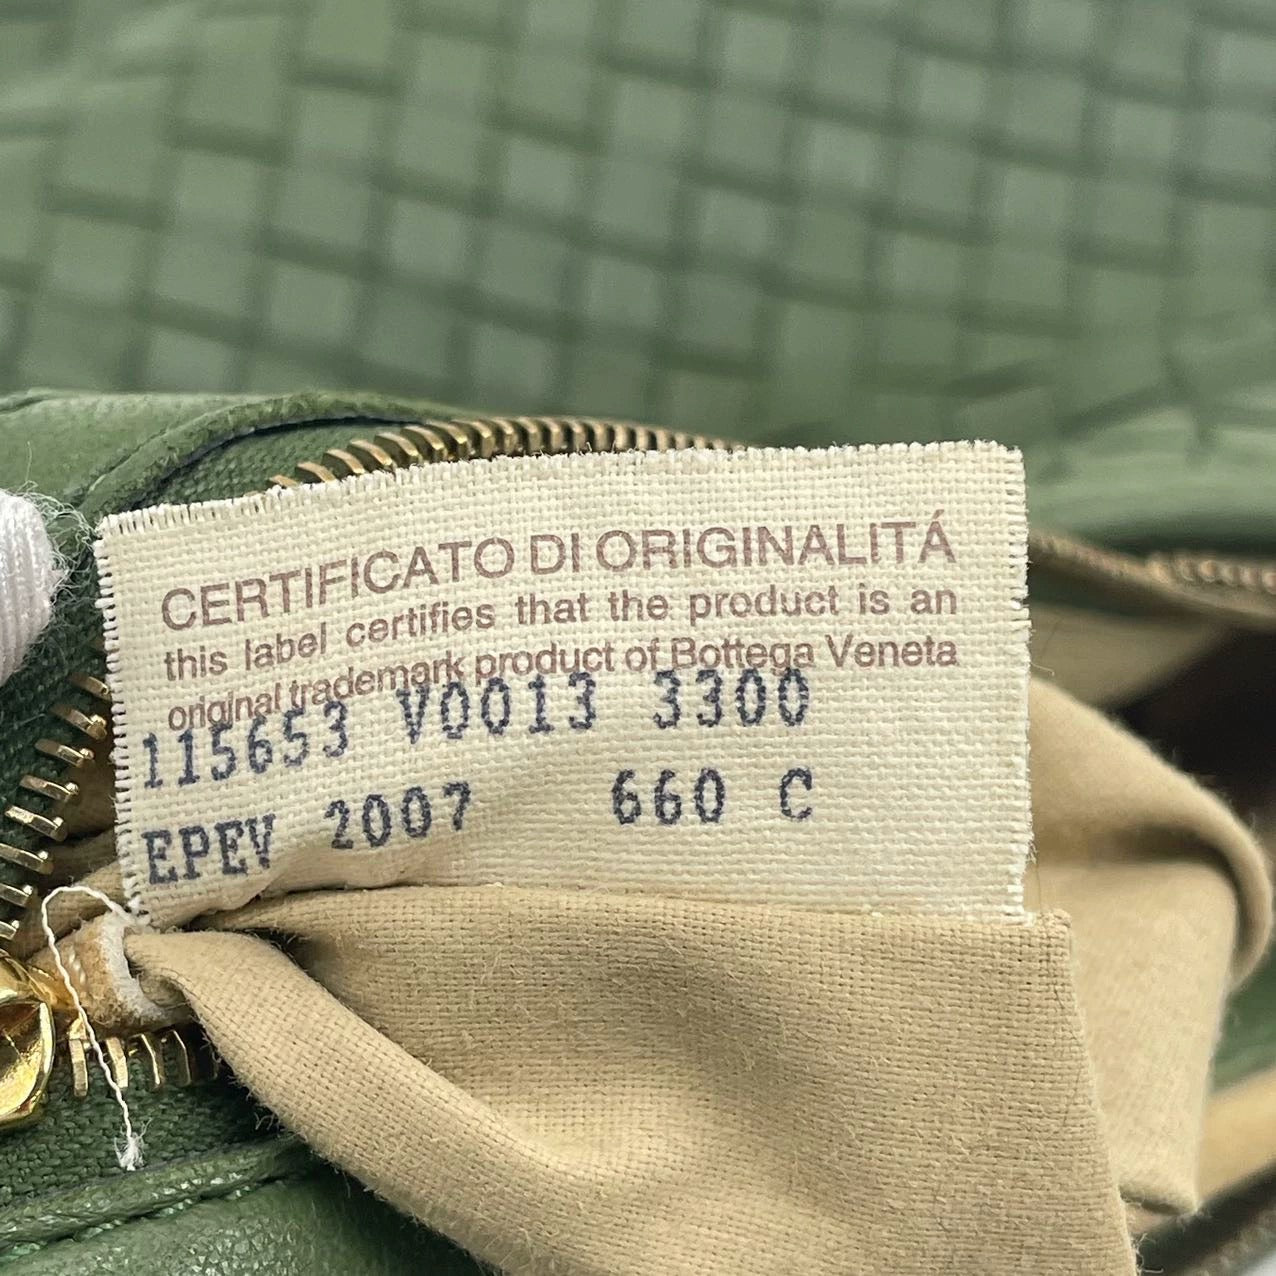 CERTIFICATO DI ORIGINALITÁ
this label certifies that the product is an
original trademark product of Bottega Veneta
115653 V0013 3300
EPEV 2007 660 C